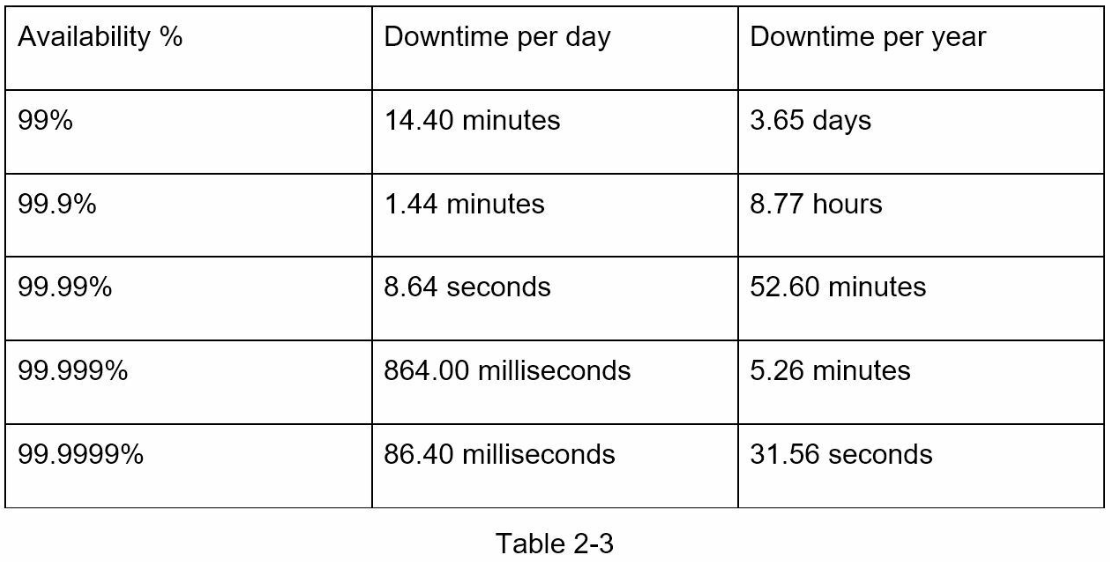 Availability % Downtime per day Downtime per year
99% 14.40 minutes 3.65 days
99.9% 1.44 minutes 8.77 hours
99.99% 8.64 seconds 52.60 minutes
99.999% 864.00 milliseconds 5.26 minutes
99.9999% 86.40 milliseconds 31.56 seconds
Table 2-3